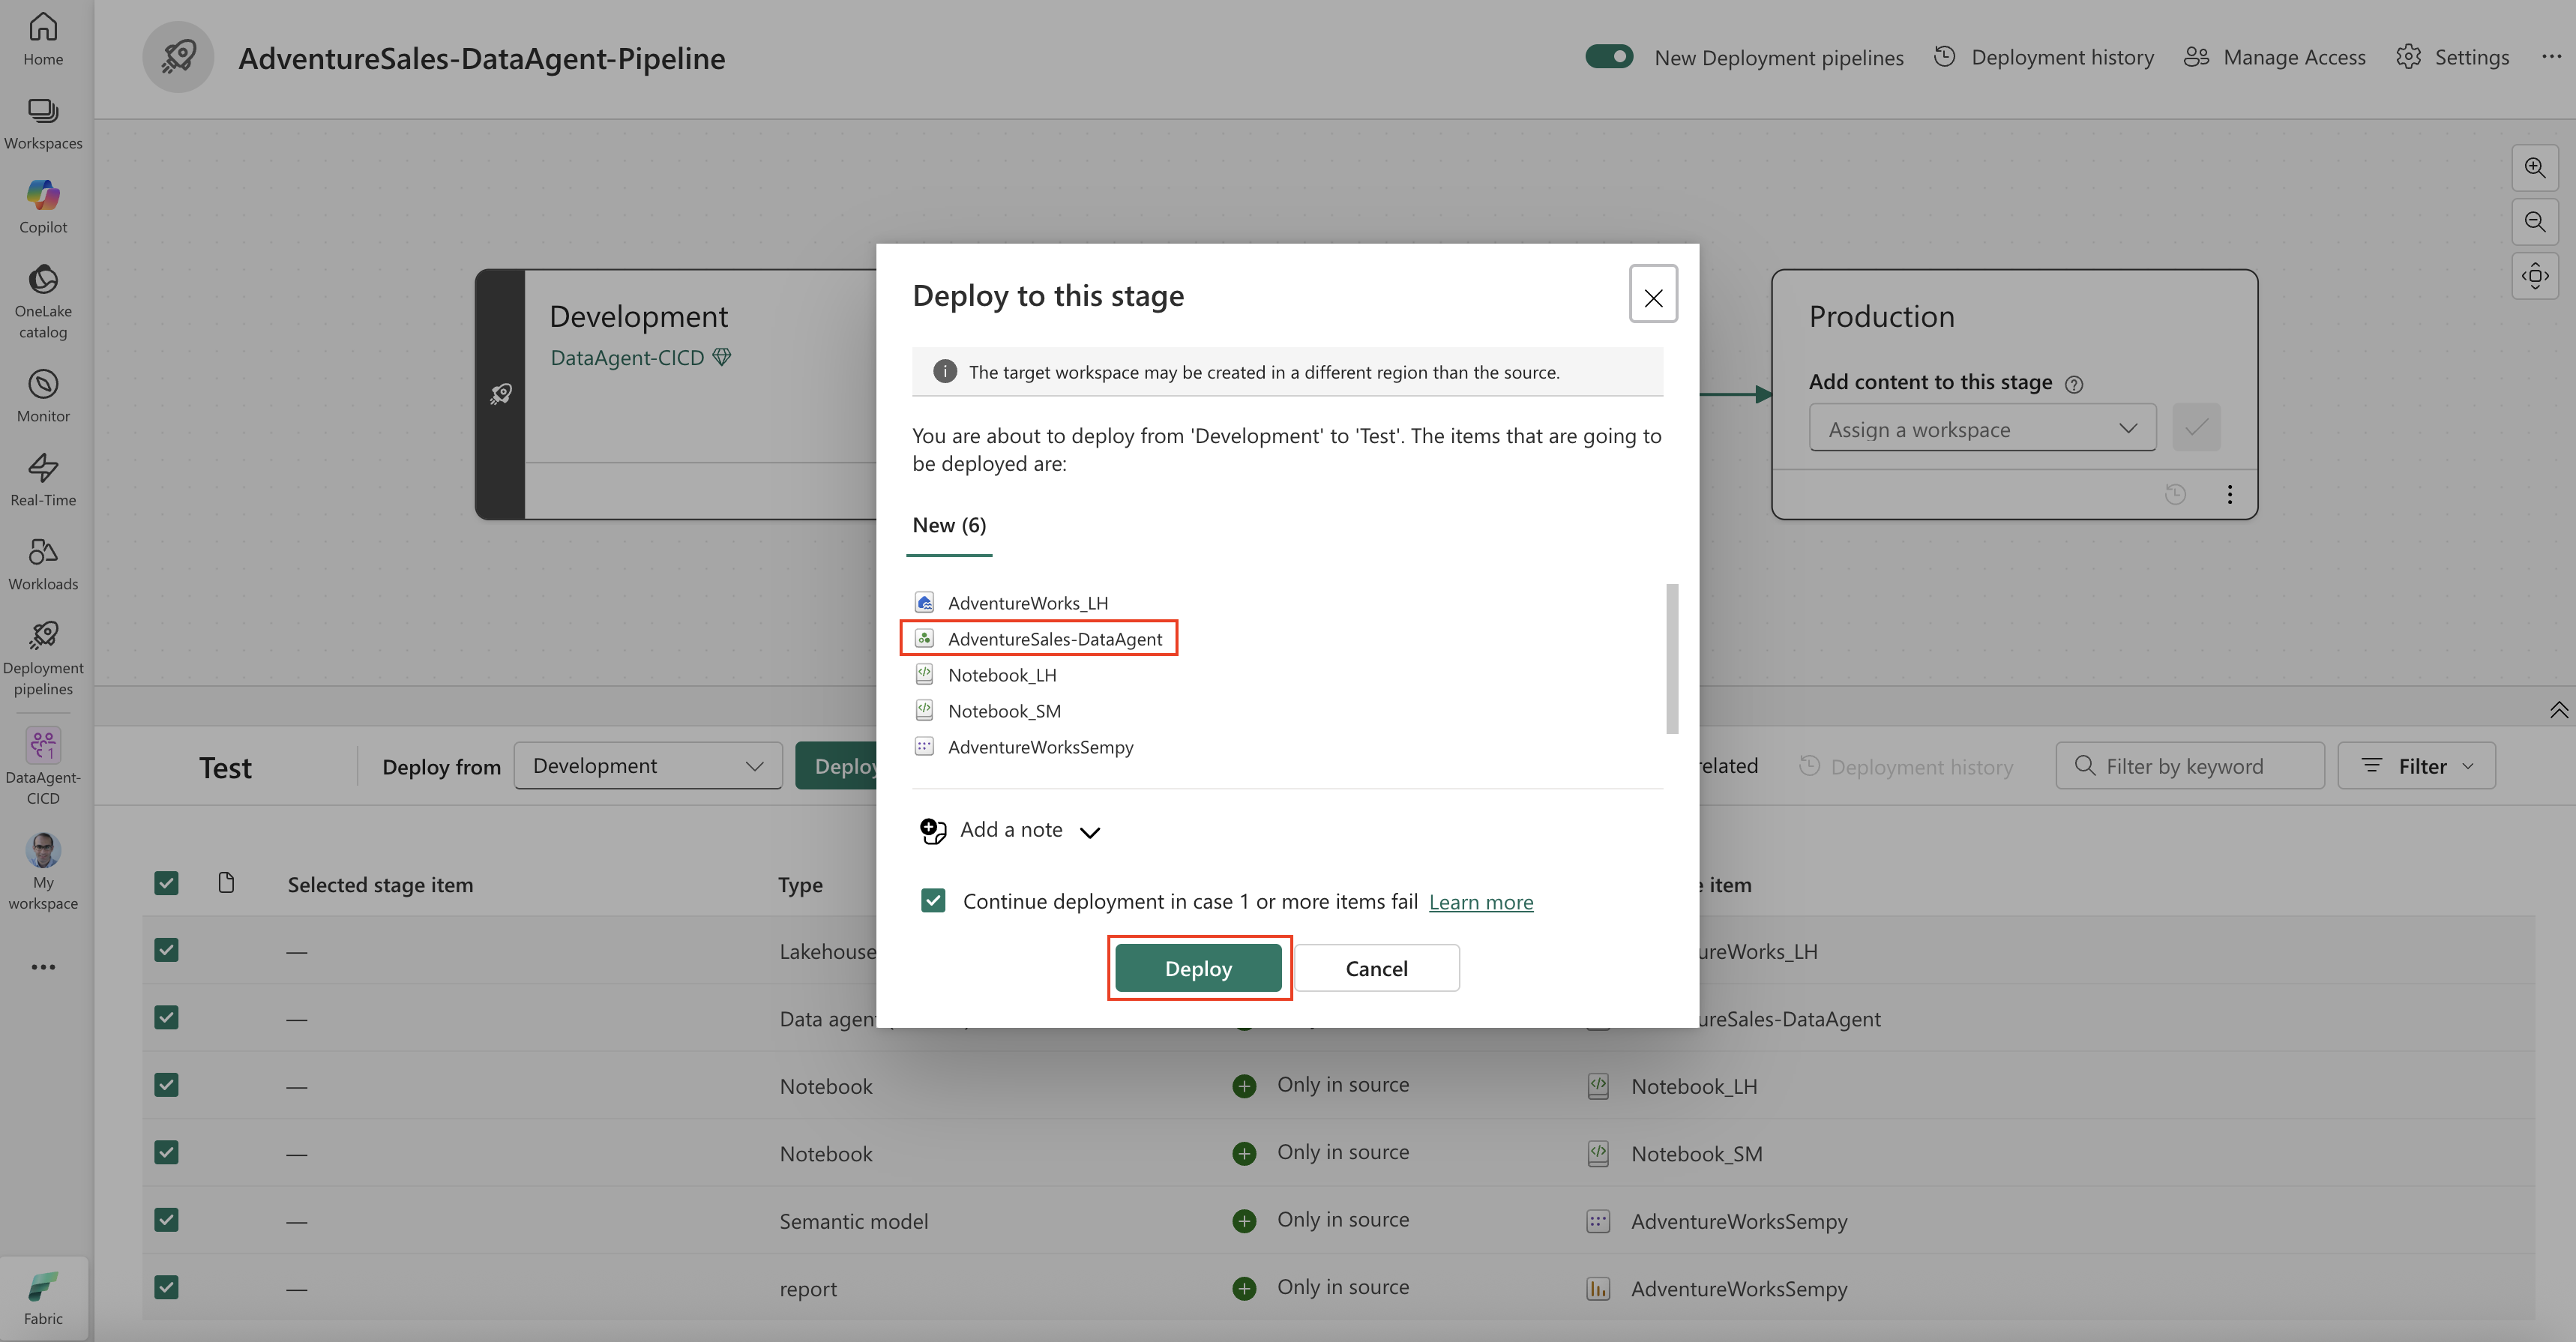 Home
Workspaces
Copilot
OneLake
catalog
Monitor
Real-Time
Workloads
Deployment
pipelines
1
DataAgent-
CICD
My
workspace
Fabric
AdventureSales-DataAgent-Pipeline
New Deployment pipelines
Deployment history
Manage Access
Settings
Development
DataAgent-CICD
Production
Add content to this stage
Assign a workspace
Deploy to this stage
The target workspace may be created in a different region than the source.
You are about to deploy from 'Development' to 'Test'. The items that are going to
be deployed are:
New (6)
AdventureWorks_LH
AdventureSales-DataAgent
Notebook_LH
Notebook_SM
AdventureWorksSempy
Add a note
Continue deployment in case 1 or more items fail Learn more
Deploy
Cancel
Test
Deploy from
Development
Deploy
related
Deployment history
Filter by keyword
Filter
Selected stage item
Type
item
— Lakehouse ureWorks_LH
— Data agent ureSales-DataAgent
— Notebook Only in source Notebook_LH
— Notebook Only in source Notebook_SM
— Semantic model Only in source AdventureWorksSempy
— report Only in source AdventureWorksSempy